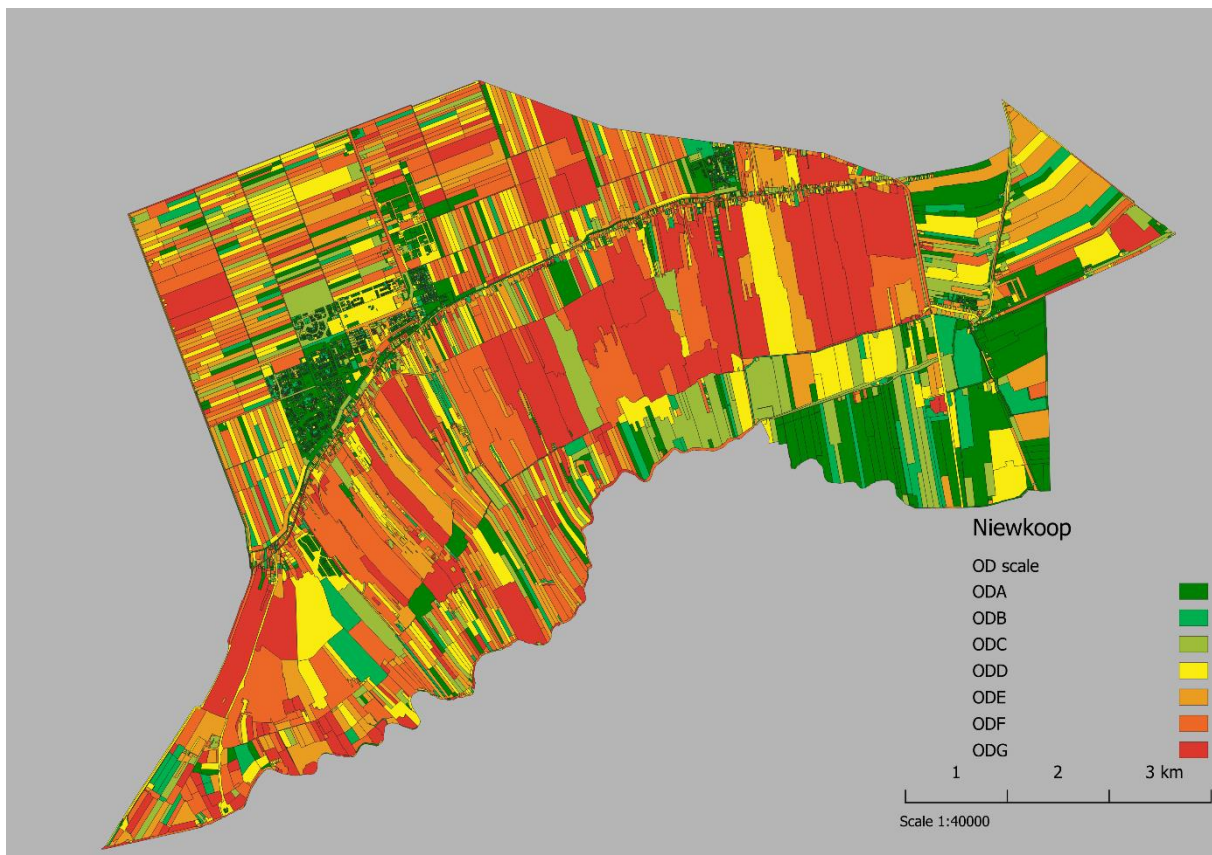 Niewkoop
OD scale
ODA
ODB
ODC
ODD
ODE
ODF
ODG
1 2 3 km
Scale 1:40000